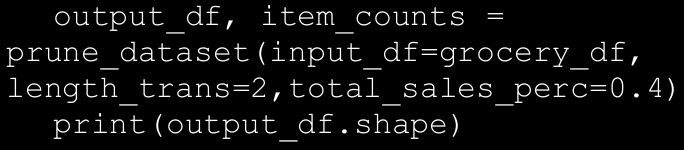 output_df, item_counts =
prune_dataset(input_df=grocery_df,
length_trans=2,total_sales_perc=0.4)
print(output_df.shape)